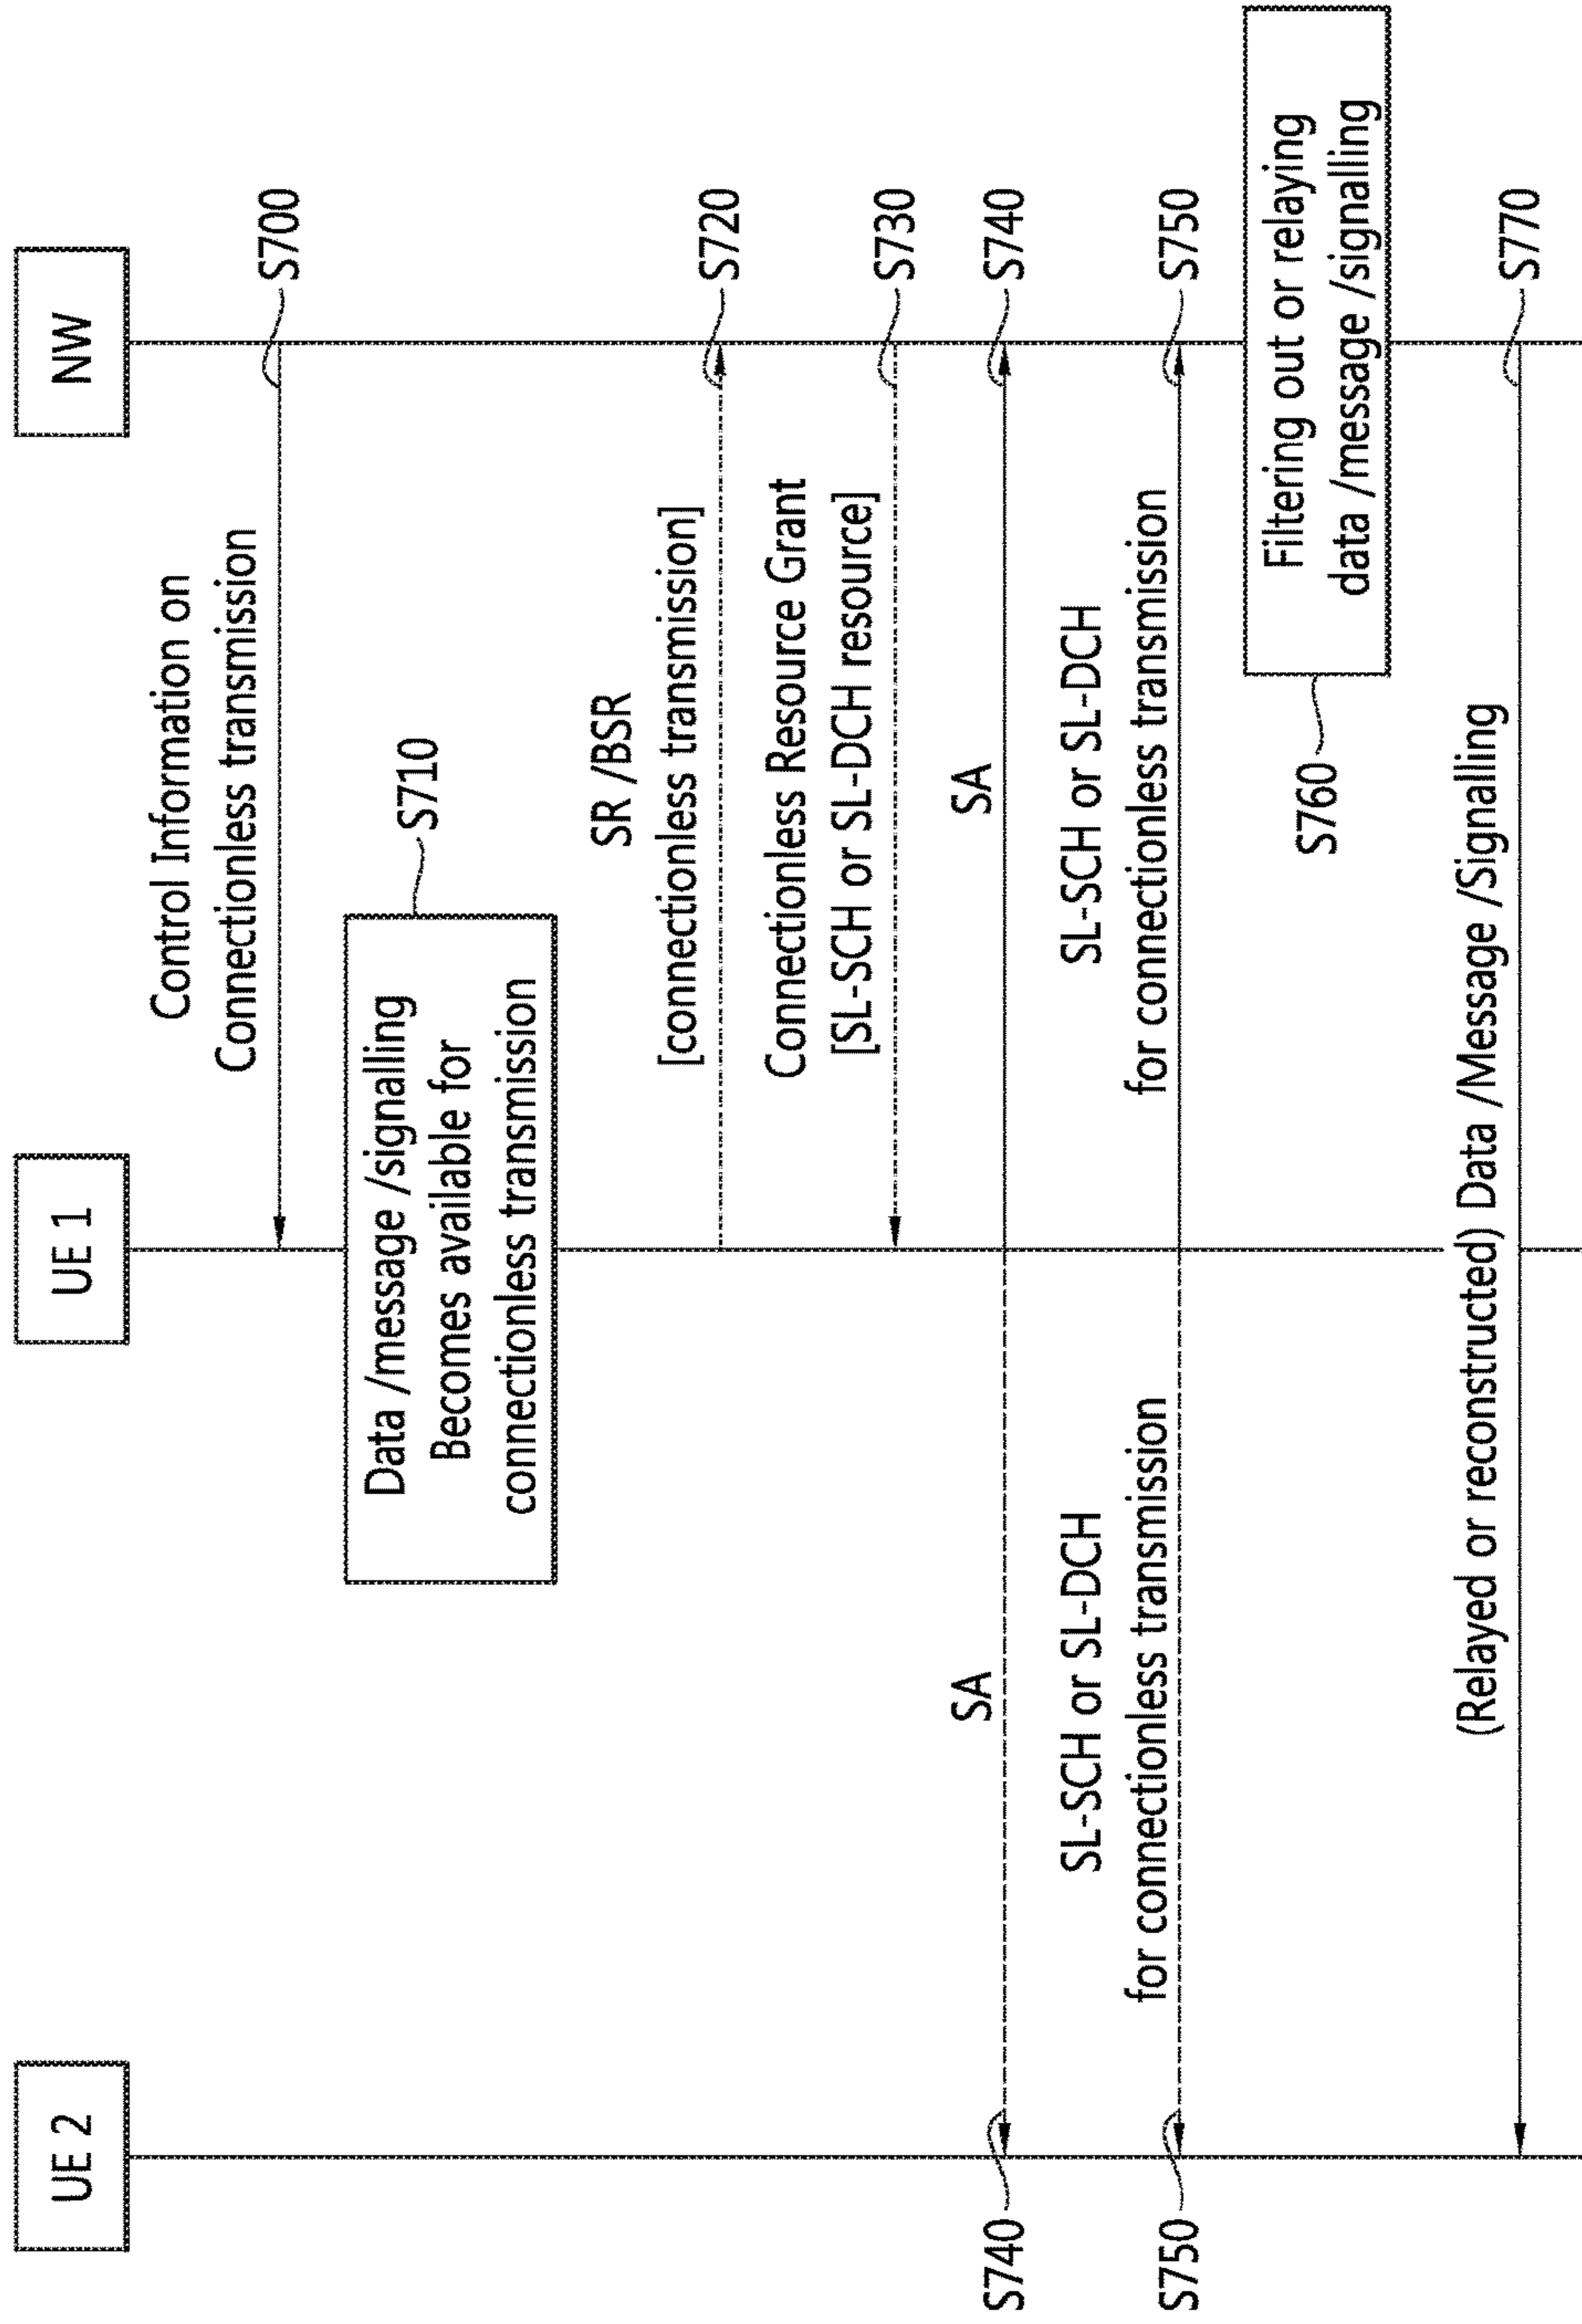 UE 2
UE 1
NW
Control Information on
Connectionless transmission
S700
Data /message /signalling
Becomes available for
connectionless transmission
S710
SR /BSR
[connectionless transmission]
S720
Connectionless Resource Grant
[SL-SCH or SL-DCH resource]
S730
S740
SA
SA
S740
S750
SL-SCH or SL-DCH
for connectionless transmission
SL-SCH or SL-DCH
for connectionless transmission
S750
S760
Filtering out or relaying
data /message /signalling
(Relayed or reconstructed) Data /Message /Signalling
S770